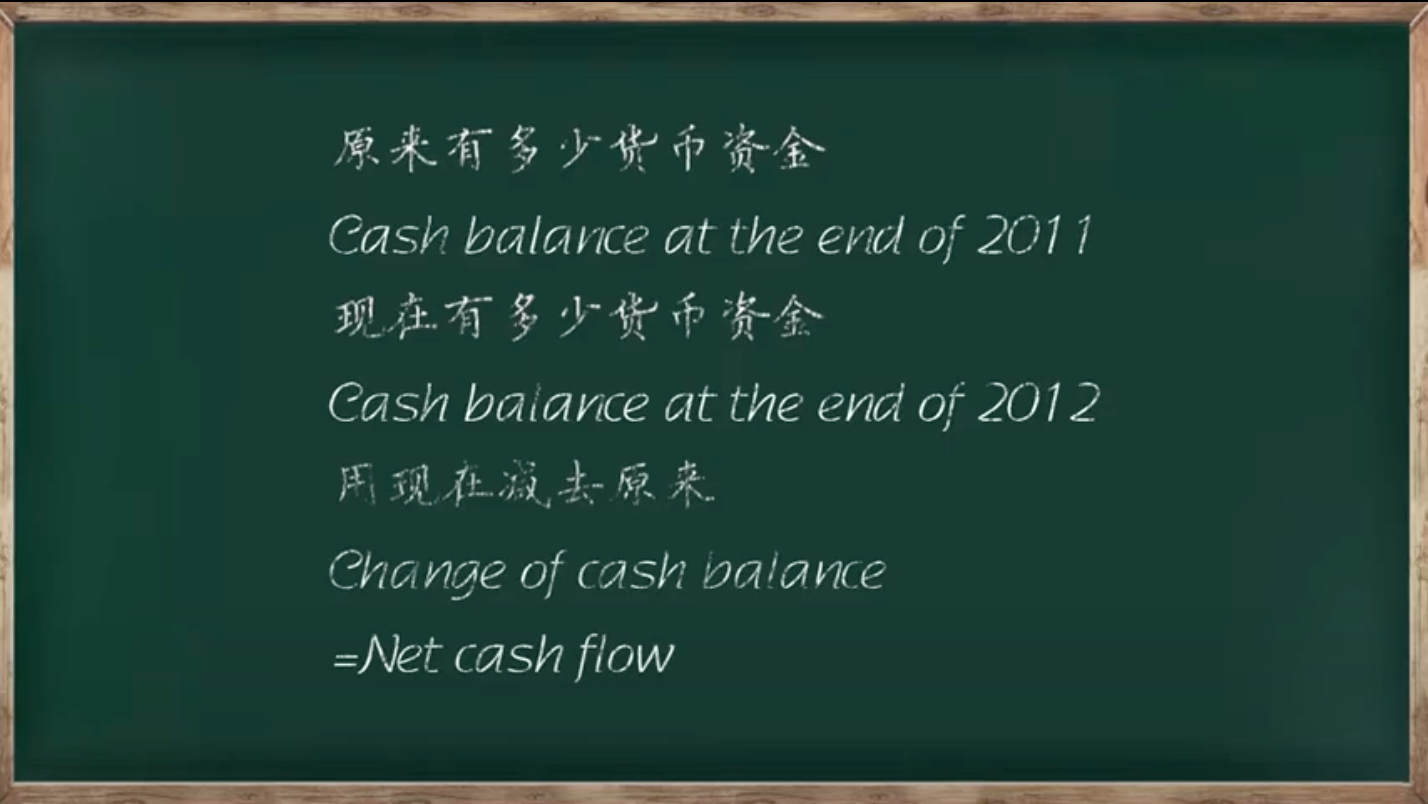 原来有多少货币资金
Cash balance at the end of 2011
现在有多少货币资金
Cash balance at the end of 2012
用现在减去原来
Change of cash balance
=Net cash flow